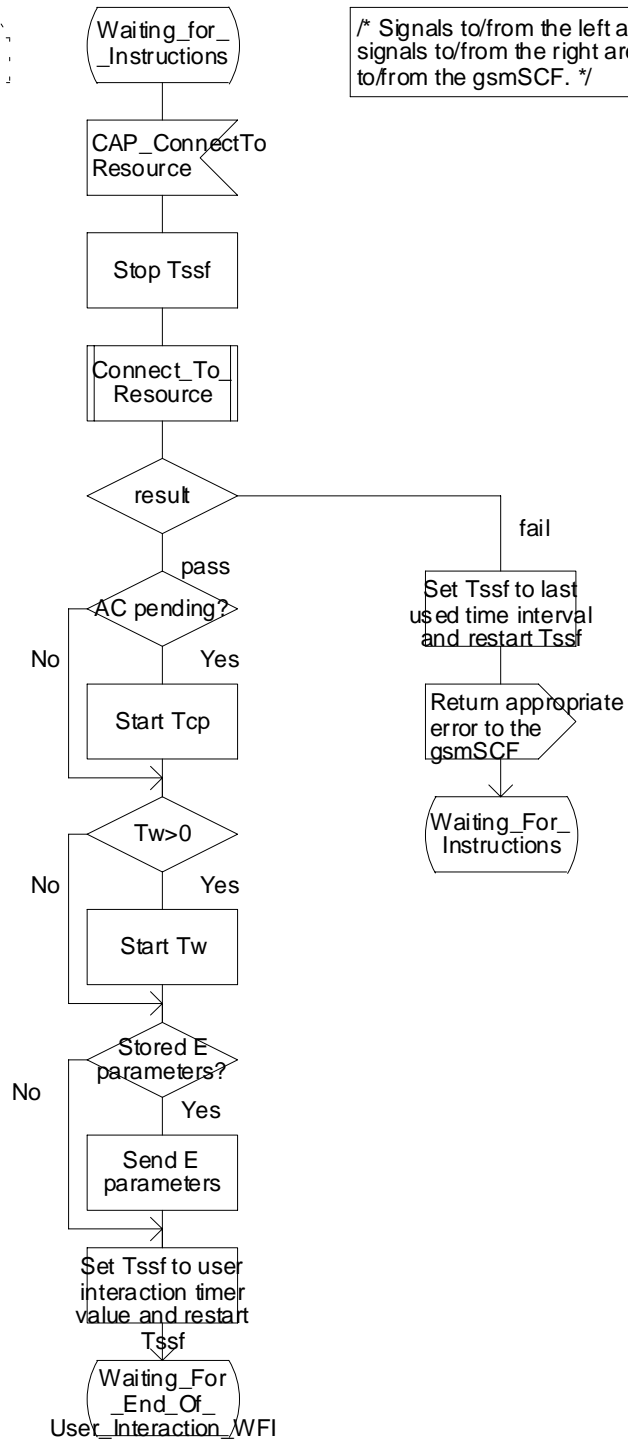 Waiting_for_
_Instructions
/* Signals to/from the left a
signals to/from the right are
to/from the gsmSCF. */
CAP_ConnectTo
Resource
Stop Tssf
Connect_To_
Resource
result
fail
pass
Set Tssf to last
used time interval
and restart Tssf
AC pending?
No
Yes
Start Tcp
Return appropriate
error to the
gsmSCF
Waiting_For_
Instructions
Tw>0
No
Yes
Start Tw
Stored E
parameters?
No
Yes
Send E
parameters
Set Tssf to user
interaction timer
value and restart
Tssf
Waiting_For
_End_Of_
User_Interaction_WFI